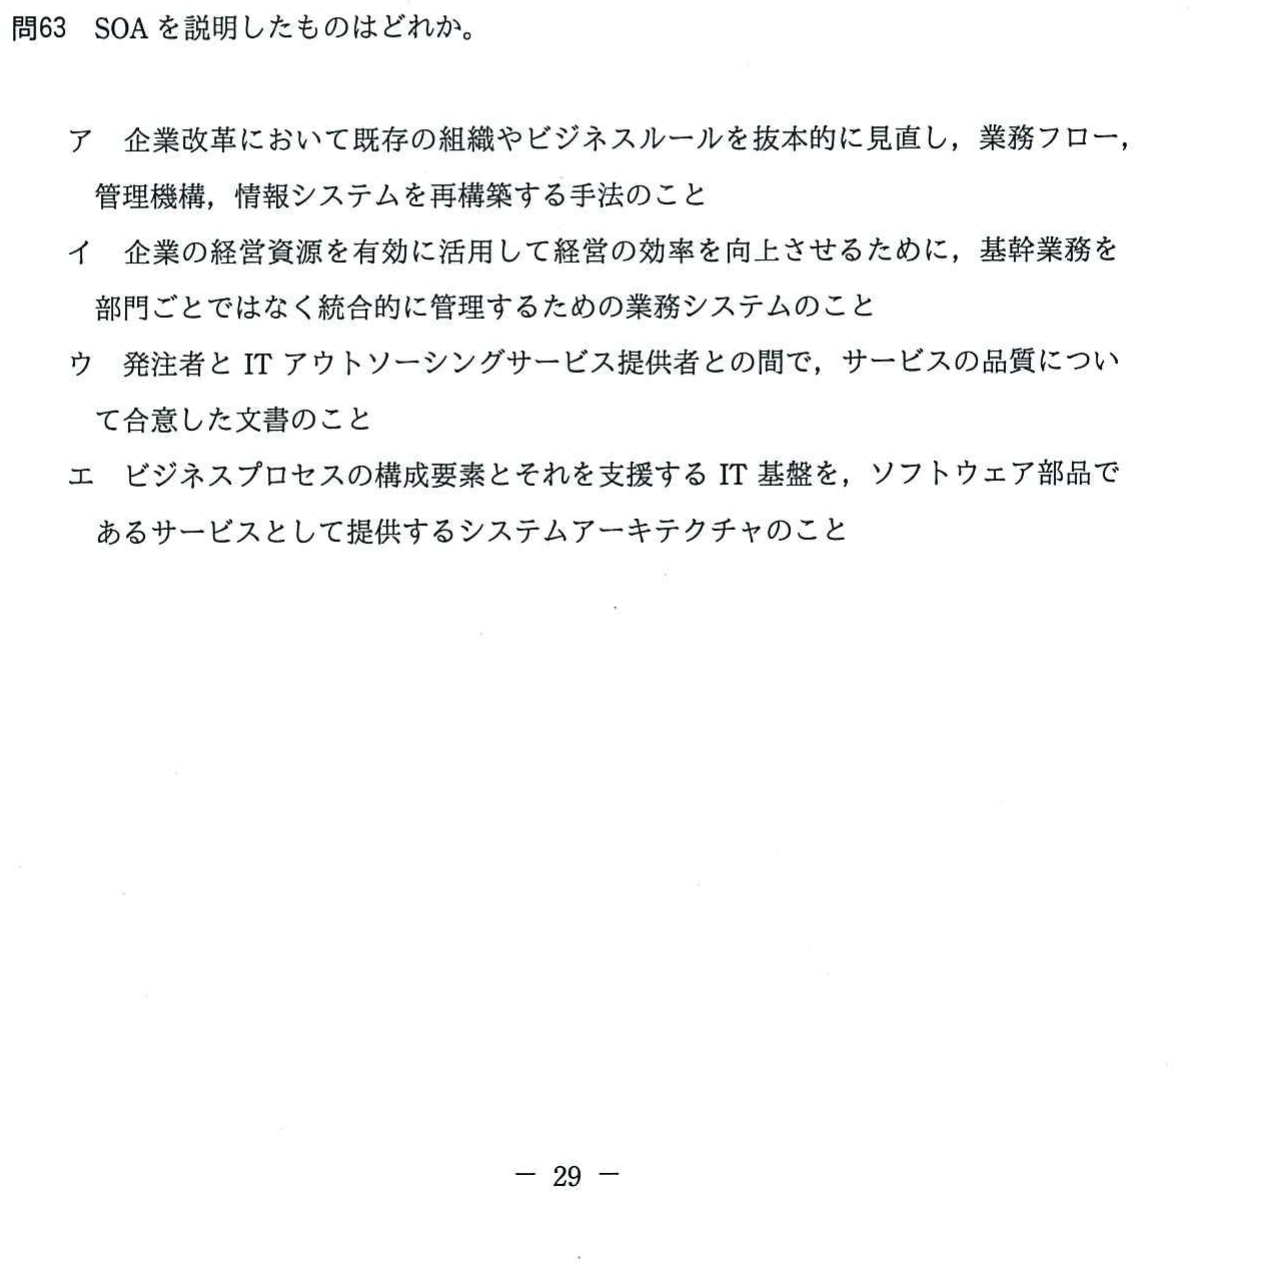 問63 SOA を説明したものはどれか。
ア 企業改革において既存の組織やビジネスルールを抜本的に見直し，業務フロー，
管理機構，情報システムを再構築する手法のこと
イ 企業の経営資源を有効に活用して経営の効率を向上させるために，基幹業務を
部門ごとではなく統合的に管理するための業務システムのこと
ウ 発注者と IT アウトソーシングサービス提供者との間で，サービスの品質につい
て合意した文書のこと
エ ビジネスプロセスの構成要素とそれを支援する IT 基盤を，ソフトウェア部品で
あるサービスとして提供するシステムアーキテクチャのこと
－ 29 －